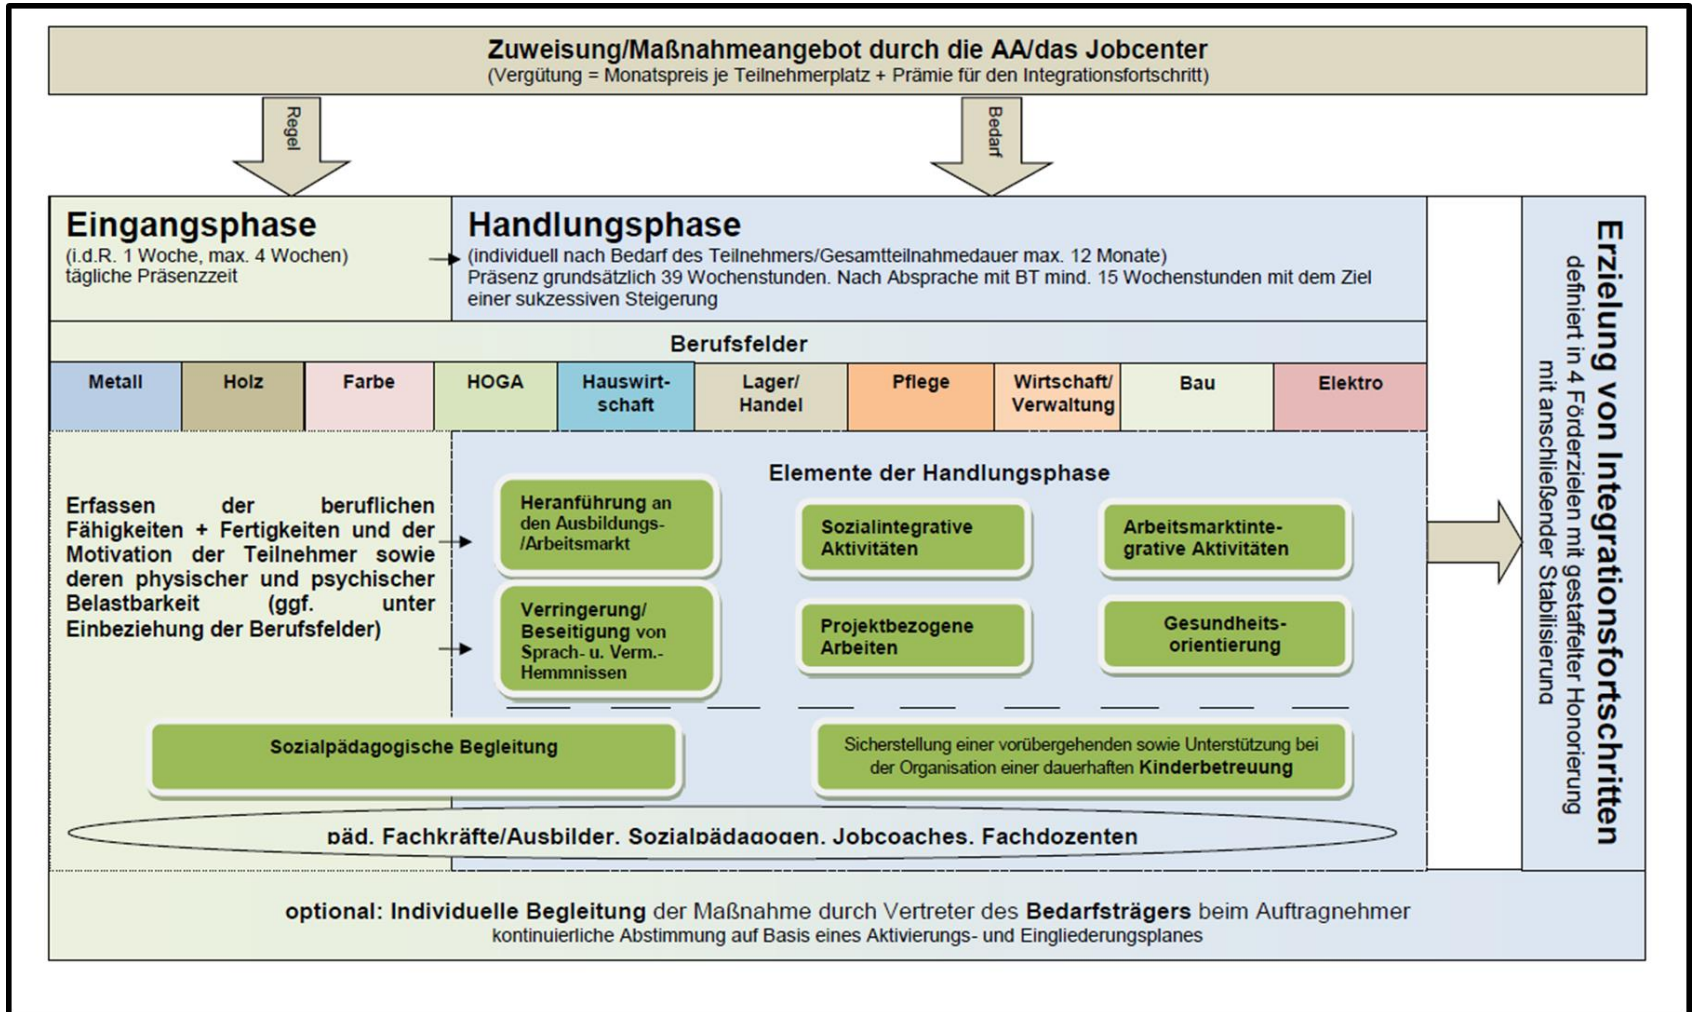 Zuweisung/Maßnahmeangebot durch die AA/das Jobcenter
(Vergütung = Monatspreis je Teilnehmerplatz + Prämie für den Integrationsfortschritt)
Regel
Bedarf
Eingangsphase
(i.d.R. 1 Woche, max. 4 Wochen)
tägliche Präsenzzeit
Handlungsphase
(individuell nach Bedarf des Teilnehmers/Gesamtteilnahmedauer max. 12 Monate)
Präsenz grundsätzlich 39 Wochenstunden. Nach Absprache mit BT mind. 15 Wochenstunden mit dem Ziel
einer sukzessiven Steigerung
Berufsfelder
Metall
Holz
Farbe
HOGA
Hauswirt-
schaft
Lager/
Handel
Pflege
Wirtschaft/
Verwaltung
Bau
Elektro
Erfassen der beruflichen
Fähigkeiten + Fertigkeiten und der
Motivation der Teilnehmer sowie
deren physischer und psychischer
Belastbarkeit (ggf. unter
Einbeziehung der Berufsfelder)
Elemente der Handlungsphase
Heranführung an
den Ausbildungs-
/Arbeitsmarkt
Sozialintegrative
Aktivitäten
Arbeitsmarktinte-
grative Aktivitäten
Verringerung/
Beseitigung von
Sprach- u. Verm.-
Hemmnissen
Projektbezogene
Arbeiten
Gesundheits-
orientierung
Sozialpädagogische Begleitung
Sicherstellung einer vorübergehenden sowie Unterstützung bei
der Organisation einer dauerhaften Kinderbetreuung
päd. Fachkräfte/Ausbilder, Sozialpädagogen, Jobcoaches, Fachdozenten
Erzielung von Integrationsfortschritten
definiert in 4 Förderzielen mit gestaffelter Honorierung
mit anschließender Stabilisierung
optional: Individuelle Begleitung der Maßnahme durch Vertreter des Bedarfsträgers beim Auftragnehmer
kontinuierliche Abstimmung auf Basis eines Aktivierungs- und Eingliederungsplanes